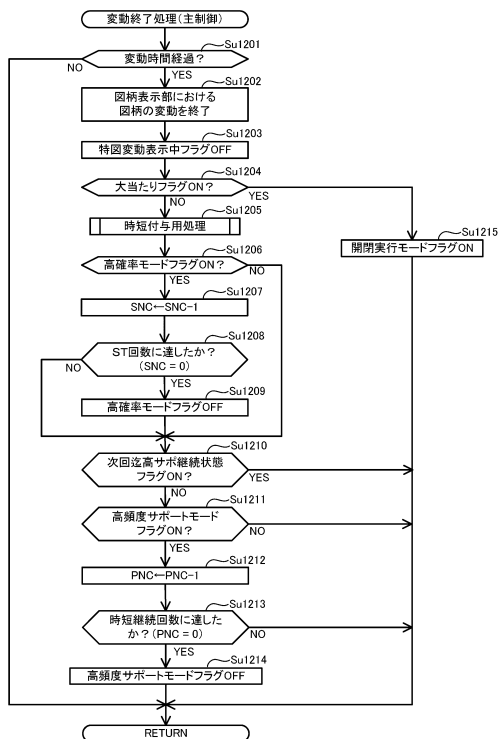 変動終了処理(主制御)
Su1201
変動時間経過？
NO
YES
Su1202
図柄表示部における
図柄の変動を終了
Su1203
特図変動表示中フラグOFF
Su1204
大当たりフラグON？
YES
NO
Su1205
時短付与用処理
Su1215
開閉実行モードフラグON
Su1206
高確率モードフラグON？
NO
YES
Su1207
SNC←SNC-1
Su1208
ST回数に達したか？
(SNC = 0)
NO
YES
Su1209
高確率モードフラグOFF
Su1210
次回迄高サポ継続状態
フラグON？
YES
NO
Su1211
高頻度サポートモード
フラグON？
NO
YES
Su1212
PNC←PNC-1
Su1213
時短継続回数に達した
か？(PNC = 0)
NO
YES
Su1214
高頻度サポートモードフラグOFF
RETURN